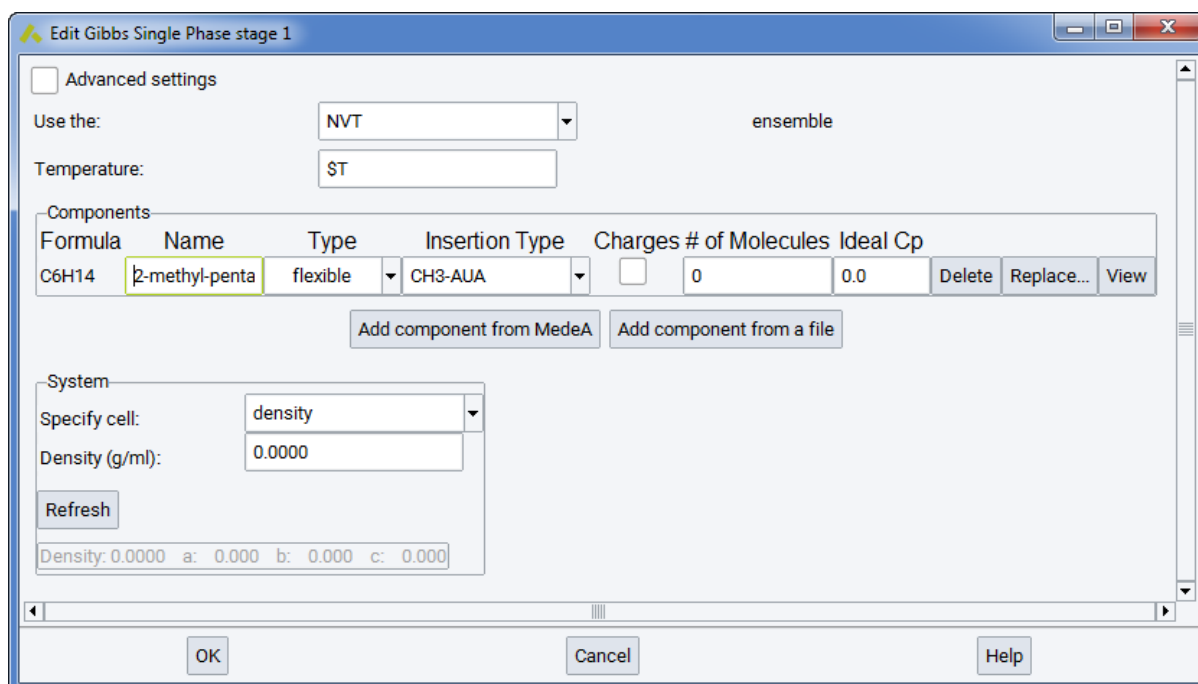 Edit Gibbs Single Phase stage 1
Advanced settings
Use the: NVT ensemble
Temperature: $T
Components
Formula Name Type Insertion Type Charges # of Molecules Ideal Cp
C6H14 2-methyl-penta flexible CH3-AUA 0 0.0 Delete Replace... View
Add component from MedeA Add component from a file
System
Specify cell: density
Density (g/ml): 0.0000
Refresh
Density: 0.0000 a: 0.000 b: 0.000 c: 0.000
OK Cancel Help